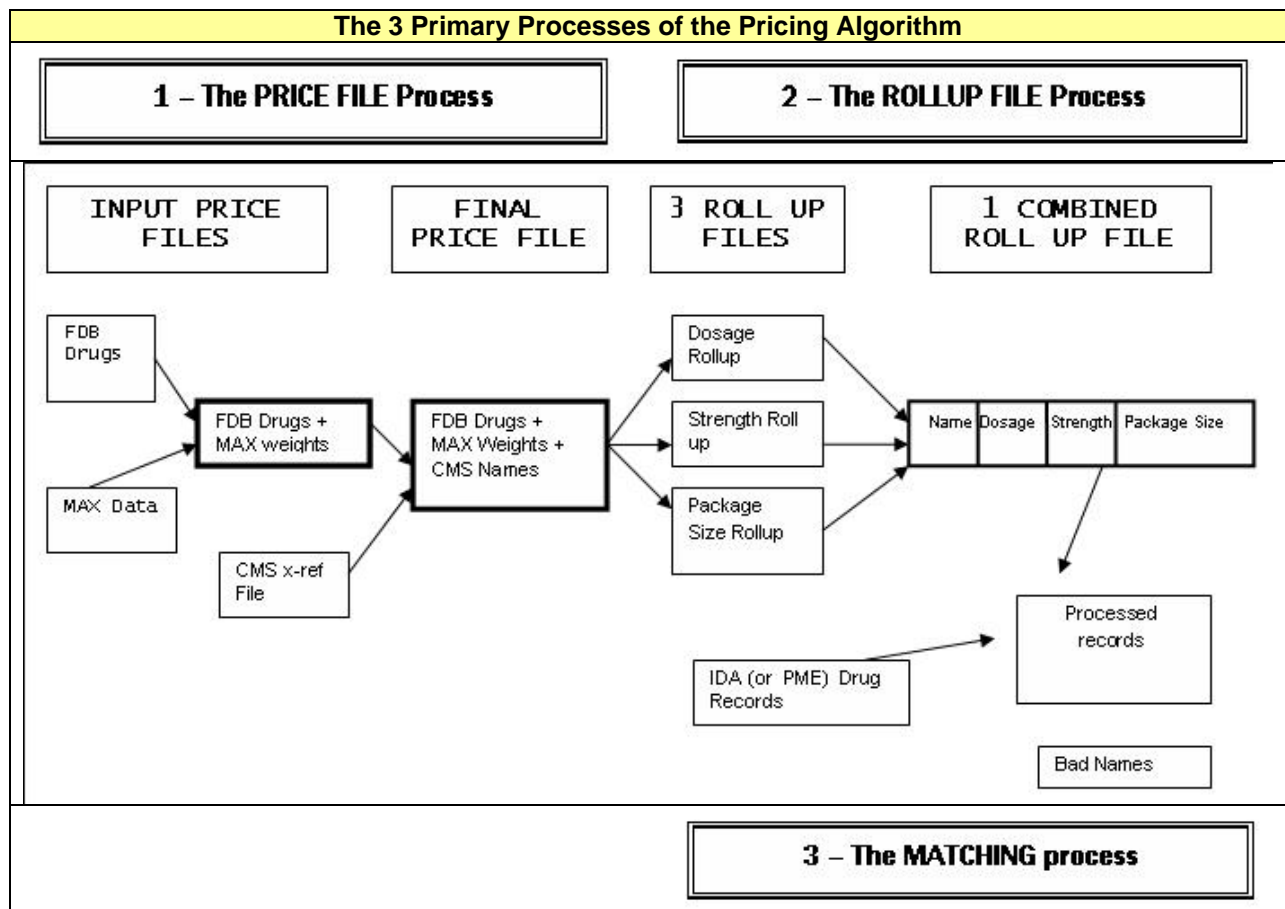 The 3 Primary Processes of the Pricing Algorithm
1 – The PRICE FILE Process
2 – The ROLLUP FILE Process
INPUT PRICE
FILES
FINAL
PRICE FILE
3 ROLL UP
FILES
1 COMBINED
ROLL UP FILE
FDB
Drugs
MAX Data
FDB Drugs +
MAX weights
CMS x-ref
File
FDB Drugs +
MAX Weights +
CMS Names
Dosage
Rollup
Strength Roll
up
Package
Size Rollup
Name Dosage Strength Package Size
IDA (or PME) Drug
Records
Processed
records
Bad Names
3 – The MATCHING process